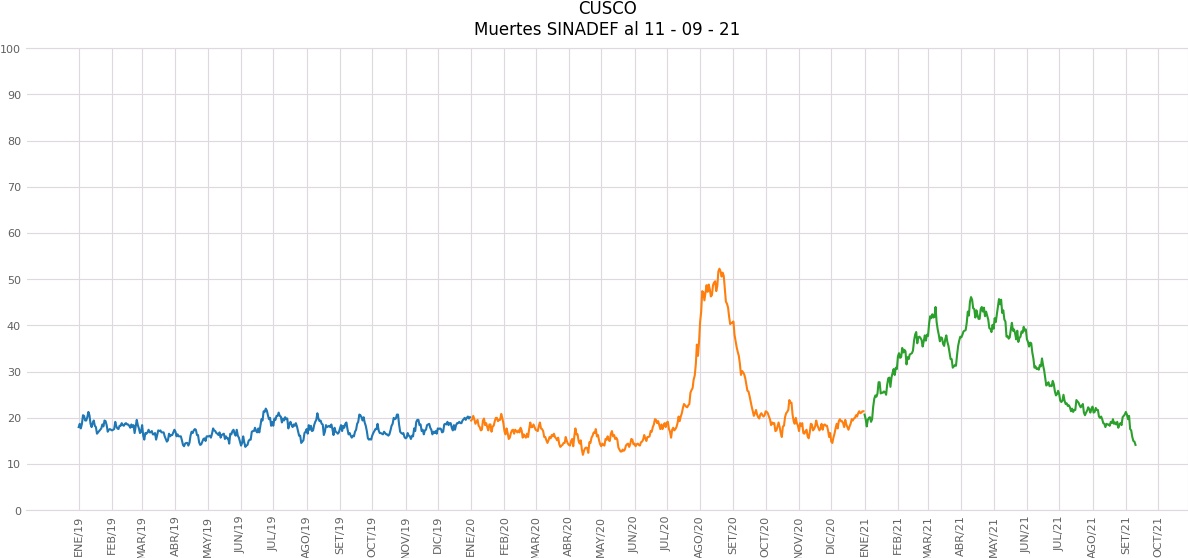 CUSCO
Muertes SINADEF al 11 - 09 - 21
100
90
80
70
60
50
40
30
20
10
0
ENE/19
FEB/19
MAR/19
ABR/19
MAY/19
JUN/19
JUL/19
AGO/19
SET/19
OCT/19
NOV/19
DIC/19
ENE/20
FEB/20
MAR/20
ABR/20
MAY/20
JUN/20
JUL/20
AGO/20
SET/20
OCT/20
NOV/20
DIC/20
ENE/21
FEB/21
MAR/21
ABR/21
MAY/21
JUN/21
JUL/21
AGO/21
SET/21
OCT/21